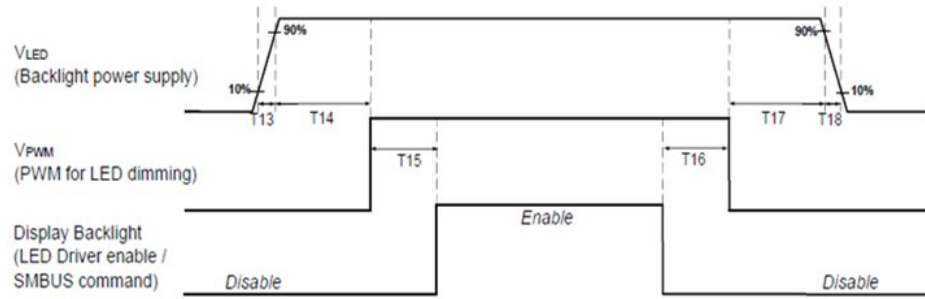 90%
90%
VLED
(Backlight power supply)
10%
10%
T13
T14
T17
T18
VPWM
(PWM for LED dimming)
T15
T16
Display Backlight
(LED Driver enable /
SMBUS command)
Enable
Disable
Disable